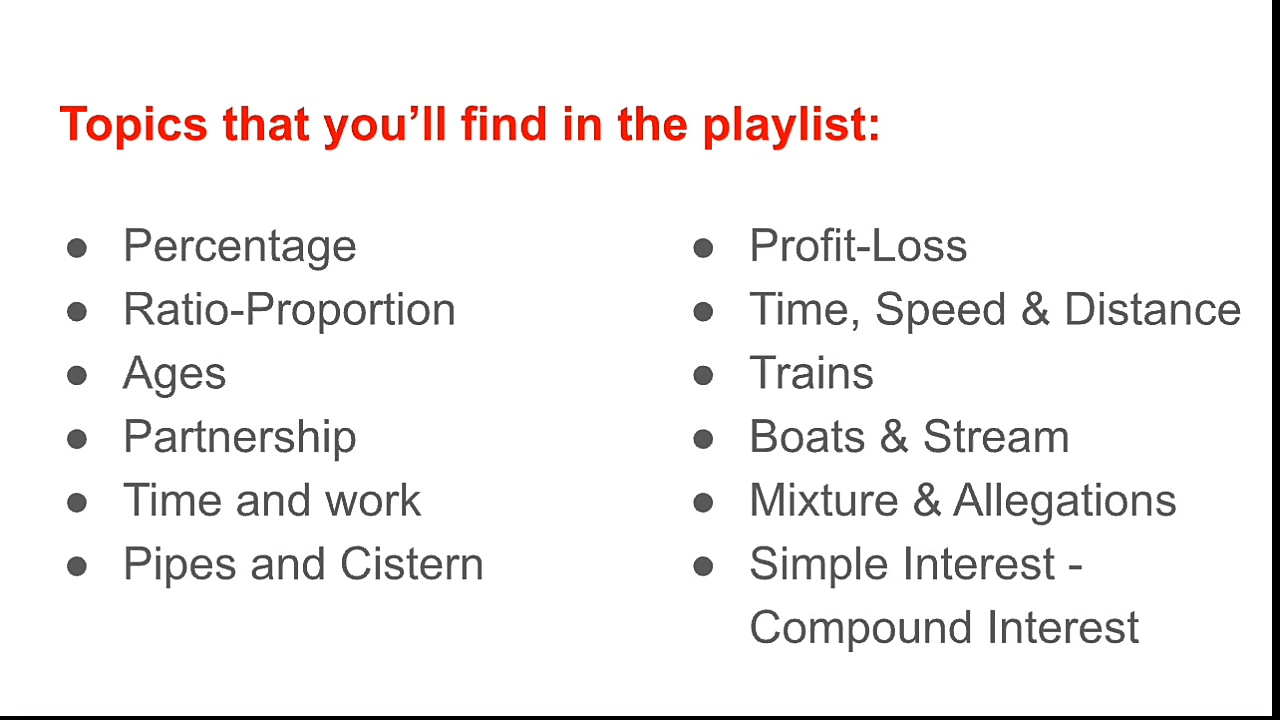 Topics that you’ll find in the playlist:
● Percentage
● Ratio-Proportion
● Ages
● Partnership
● Time and work
● Pipes and Cistern
● Profit-Loss
● Time, Speed & Distance
● Trains
● Boats & Stream
● Mixture & Allegations
● Simple Interest -
Compound Interest